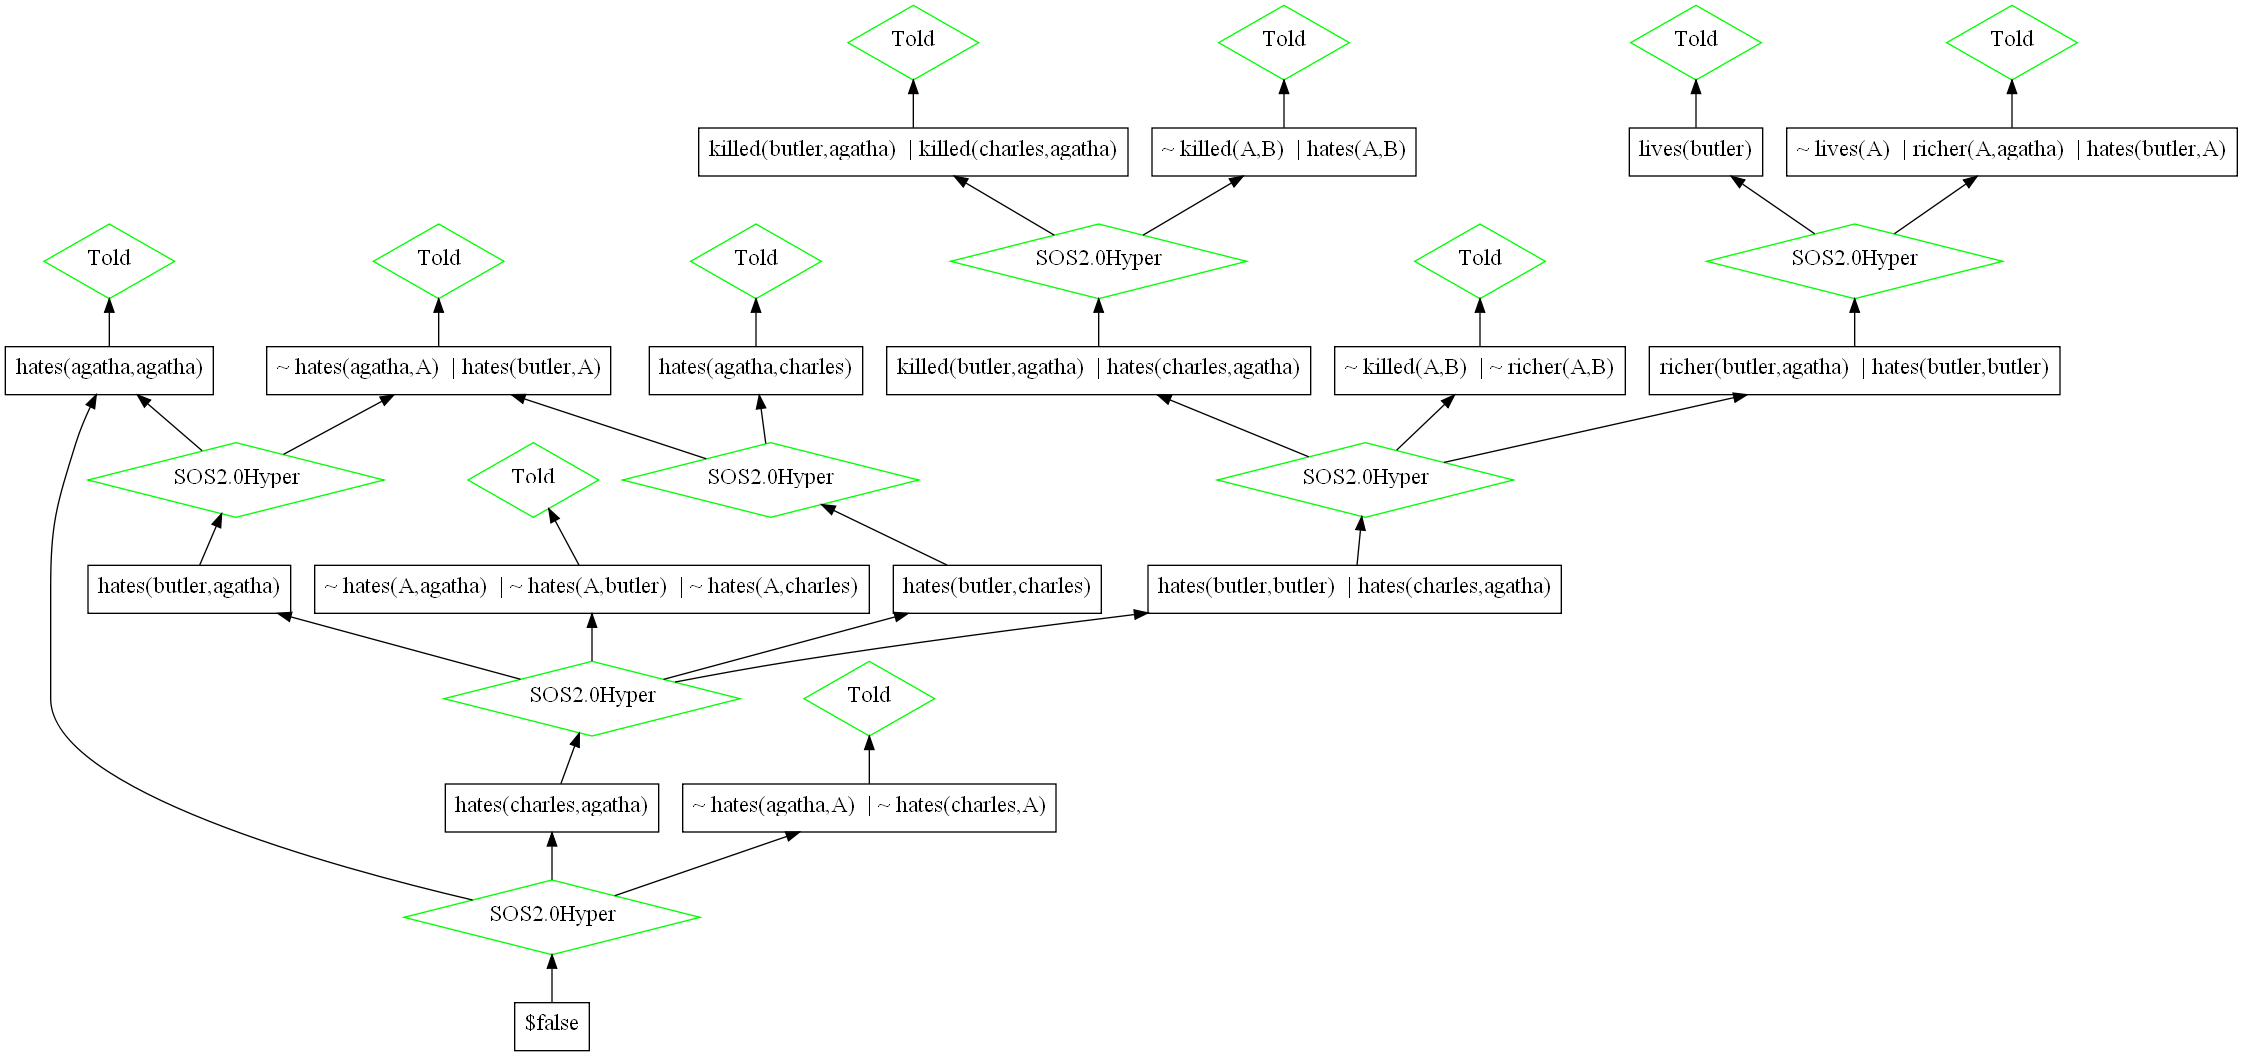 Told
Told
Told
Told
killed(butler,agatha) | killed(charles,agatha)
~ killed(A,B) | hates(A,B)
lives(butler)
~ lives(A) | richer(A,agatha) | hates(butler,A)
Told
Told
Told
SOS2.0Hyper
Told
SOS2.0Hyper
hates(agatha,agatha)
~ hates(agatha,A) | hates(butler,A)
hates(agatha,charles)
killed(butler,agatha) | hates(charles,agatha)
~ killed(A,B) | ~ richer(A,B)
richer(butler,agatha) | hates(butler,butler)
SOS2.0Hyper
Told
SOS2.0Hyper
SOS2.0Hyper
hates(butler,agatha)
~ hates(A,agatha) | ~ hates(A,butler) | ~ hates(A,charles)
hates(butler,charles)
hates(butler,butler) | hates(charles,agatha)
SOS2.0Hyper
Told
hates(charles,agatha)
~ hates(agatha,A) | ~ hates(charles,A)
SOS2.0Hyper
$false